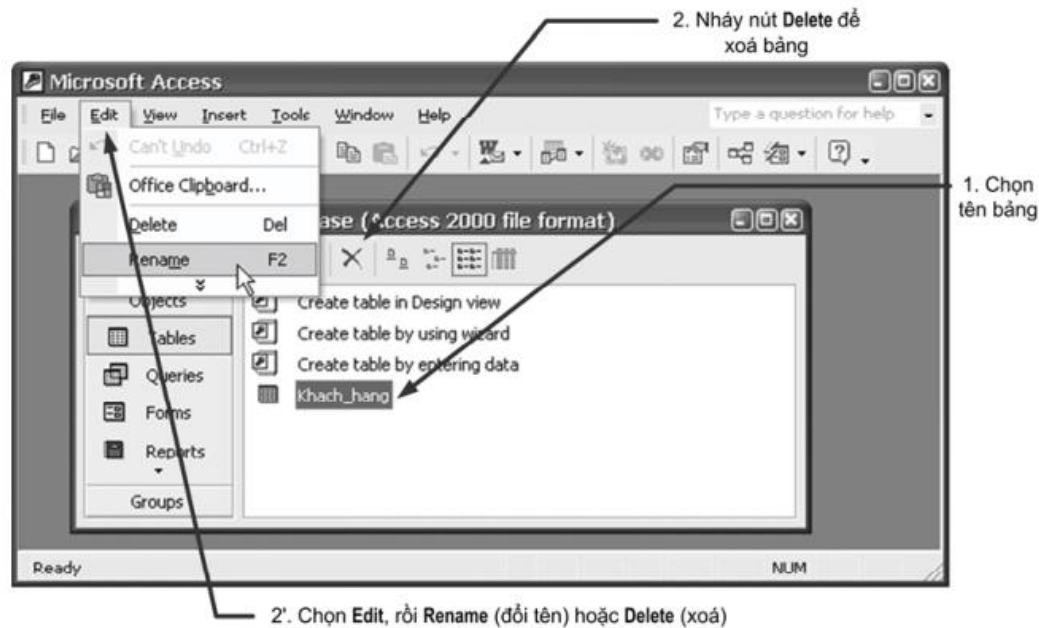 2. Nháy nút Delete để
xoá bảng
Microsoft Access
File Edit View Insert Tools Window Help Type a question for help
Can't Undo Ctrl+Z
Office Clipboard...
1. Chọn
tên bảng
Delete Del
ase (Access 2000 file format)
Rename F2
Objects
Create table in Design view
Tables
Create table by using wizard
Create table by entering data
Queries
Khach_hang
Forms
Reports
Groups
Ready NUM
2'. Chọn Edit, rồi Rename (đổi tên) hoặc Delete (xoá)